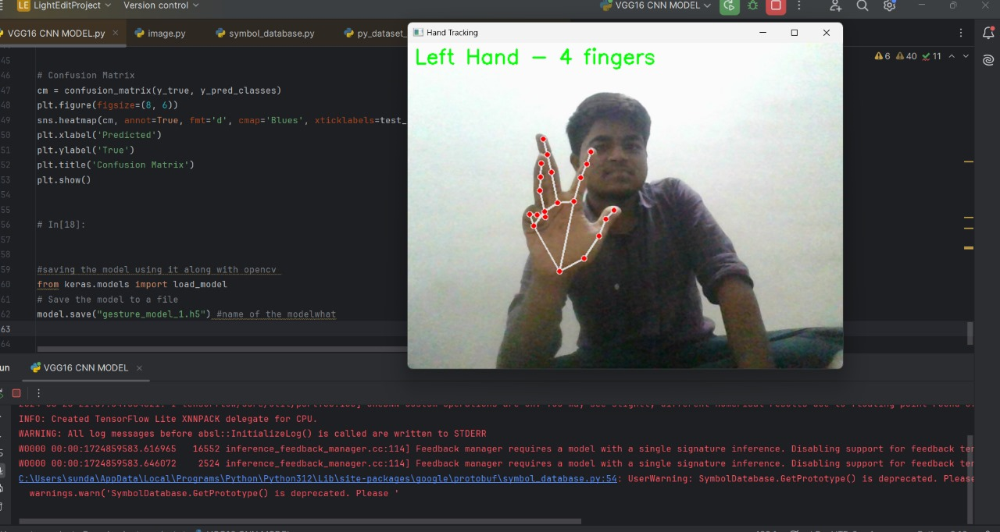 LE LightEditProject Version control VGG16 CNN MODEL
VGG16 CNN MODEL.py image.py symbol_database.py py_dataset_
Hand Tracking
Left Hand - 4 fingers
6 40 11
45
46 # Confusion Matrix
47 cm = confusion_matrix(y_true, y_pred_classes)
48 plt.figure(figsize=(8, 6))
49 sns.heatmap(cm, annot=True, fmt='d', cmap='Blues', xticklabels=test_
50 plt.xlabel('Predicted')
51 plt.ylabel('True')
52 plt.title('Confusion Matrix')
53 plt.show()
54
55
56 # In[18]:
57
58
59 #saving the model using it along with opencv
60 from keras.models import load_model
61 # Save the model to a file
62 model.save("gesture_model_1.h5") #name of the modelwhat
63
64
un VGG16 CNN MODEL
INFO: Created TensorFlow Lite XNNPACK delegate for CPU.
WARNING: All log messages before absl::InitializeLog() is called are written to STDERR
W0000 00:00:1724859583.616965 16552 inference_feedback_manager.cc:114] Feedback manager requires a model with a single signature inference. Disabling support for feedback ten
W0000 00:00:1724859583.646072 2524 inference_feedback_manager.cc:114] Feedback manager requires a model with a single signature inference. Disabling support for feedback ten
C:\Users\sunda\AppData\Local\Programs\Python\Python312\Lib\site-packages\google\protobuf\symbol_database.py:54: UserWarning: SymbolDatabase.GetPrototype() is deprecated. Please
warnings.warn('SymbolDatabase.GetPrototype() is deprecated. Please '